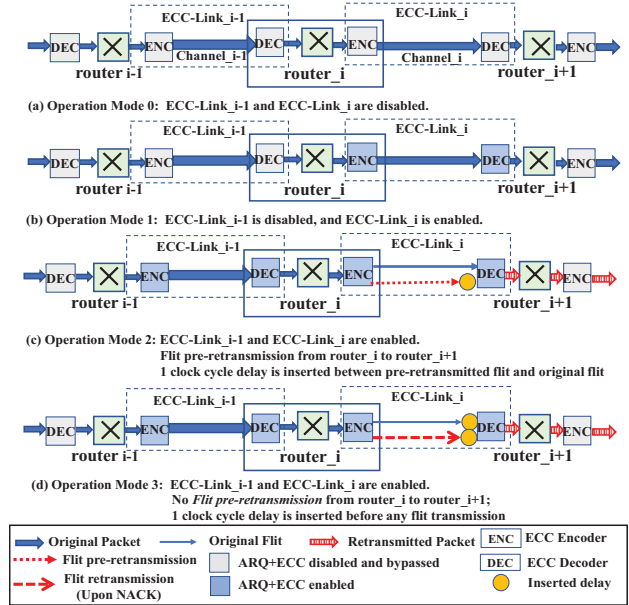 ECC-Link_i-1
ECC-Link_i
DEC
ENC
DEC
ENC
DEC
ENC
Channel_i-1
Channel_i
router i-1
router_i
router_i+1
(a) Operation Mode 0: ECC-Link_i-1 and ECC-Link_i are disabled.
ECC-Link_i-1
ECC-Link_i
DEC
ENC
DEC
ENC
DEC
ENC
router i-1
router_i
router_i+1
(b) Operation Mode 1: ECC-Link_i-1 is disabled, and ECC-Link_i is enabled.
ECC-Link_i-1
ECC-Link_i
DEC
ENC
DEC
ENC
DEC
ENC
router i-1
router_i
router_i+1
(c) Operation Mode 2: ECC-Link_i-1 and ECC-Link_i are enabled.
Flit pre-retransmission from router_i to router_i+1
1 clock cycle delay is inserted between pre-retransmitted flit and original flit
ECC-Link_i-1
ECC-Link_i
DEC
ENC
DEC
ENC
DEC
ENC
router i-1
router_i
router_i+1
(d) Operation Mode 3: ECC-Link_i-1 and ECC-Link_i are enabled.
No Flit pre-retransmission from router_i to router_i+1;
1 clock cycle delay is inserted before any flit transmission
Original Packet
Original Flit
Retransmitted Packet
ENC
ECC Encoder
Flit pre-retransmission
ARQ+ECC disabled and bypassed
DEC
ECC Decoder
Flit retransmission
(Upon NACK)
ARQ+ECC enabled
Inserted delay